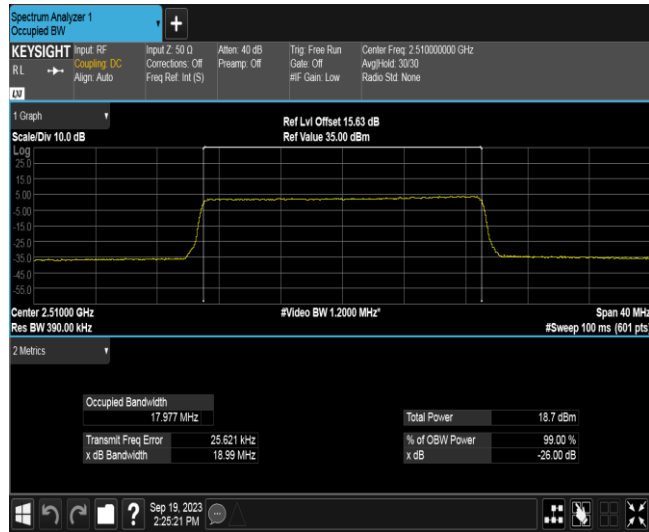 Spectrum Analyzer 1
Occupied BW
+
KEYSIGHT
RL
LXI
Input: RF
Coupling: DC
Align: Auto
Input Z: 50 Ω
Corrections: Off
Freq Ref: Int (S)
Atten: 40 dB
Preamp: Off
Trig: Free Run
Gate: Off
#IF Gain: Low
Center Freq: 2.510000000 GHz
Avg|Hold: 30/30
Radio Std: None
1 Graph
Scale/Div 10.0 dB
Ref Lvl Offset 15.63 dB
Ref Value 35.00 dBm
Log
25.0
15.0
5.00
-5.00
-15.0
-25.0
-35.0
-45.0
-55.0
Center 2.51000 GHz
Res BW 390.00 kHz
#Video BW 1.2000 MHz*
Span 40 MHz
#Sweep 100 ms (601 pts)
2 Metrics
Occupied Bandwidth
17.977 MHz
Transmit Freq Error 25.621 kHz
x dB Bandwidth 18.99 MHz
Total Power 18.7 dBm
% of OBW Power 99.00 %
x dB -26.00 dB
?
Sep 19, 2023
2:25:21 PM